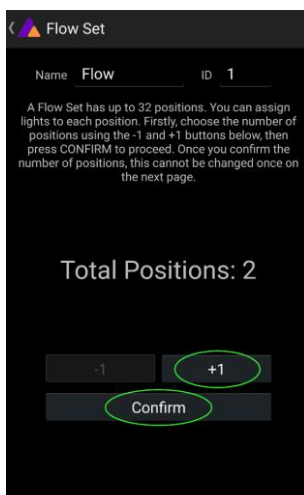 Flow Set
Name Flow ID 1
A Flow Set has up to 32 positions. You can assign
lights to each position. Firstly, choose the number of
positions using the -1 and +1 buttons below, then
press CONFIRM to proceed. Once you confirm the
number of positions, this cannot be changed once on
the next page.
Total Positions: 2
-1 +1
Confirm